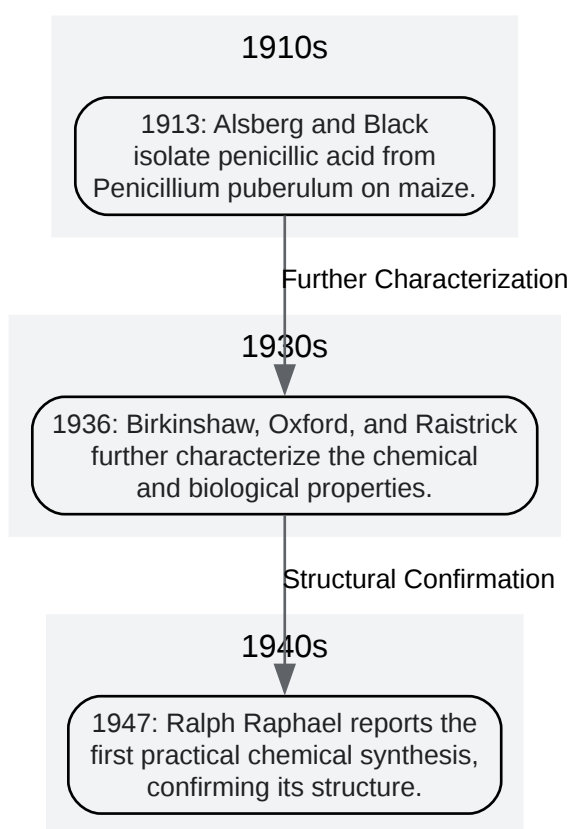 1910s
1913: Alsberg and Black
isolate penicillic acid from
Penicillium puberulum on maize.
Further Characterization
1930s
1936: Birkinshaw, Oxford, and Raistrick
further characterize the chemical
and biological properties.
Structural Confirmation
1940s
1947: Ralph Raphael reports the
first practical chemical synthesis,
confirming its structure.